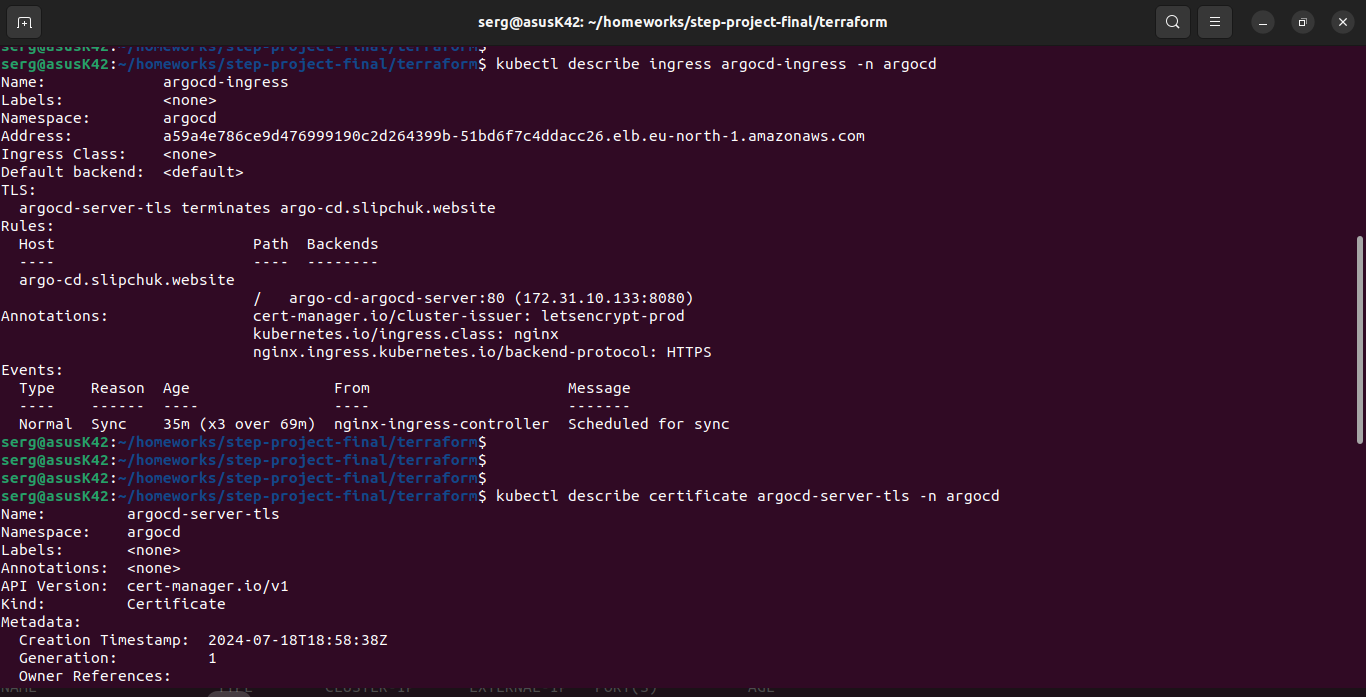 serg@asusK42: ~/homeworks/step-project-final/terraform
serg@asusK42:~/homeworks/step-project-final/terraform$
serg@asusK42:~/homeworks/step-project-final/terraform$ kubectl describe ingress argocd-ingress -n argocd
Name:             argocd-ingress
Labels:           <none>
Namespace:        argocd
Address:          a59a4e786ce9d476999190c2d264399b-51bd6f7c4ddacc26.elb.eu-north-1.amazonaws.com
Ingress Class:    <none>
Default backend:  <default>
TLS:
  argocd-server-tls terminates argo-cd.slipchuk.website
Rules:
  Host                      Path  Backends
  ----                      ----  --------
  argo-cd.slipchuk.website
                            /   argo-cd-argocd-server:80 (172.31.10.133:8080)
Annotations:                cert-manager.io/cluster-issuer: letsencrypt-prod
                            kubernetes.io/ingress.class: nginx
                            nginx.ingress.kubernetes.io/backend-protocol: HTTPS
Events:
  Type    Reason  Age                From                      Message
  ----    ------  ----               ----                      -------
  Normal  Sync    35m (x3 over 69m)  nginx-ingress-controller  Scheduled for sync
serg@asusK42:~/homeworks/step-project-final/terraform$
serg@asusK42:~/homeworks/step-project-final/terraform$
serg@asusK42:~/homeworks/step-project-final/terraform$
serg@asusK42:~/homeworks/step-project-final/terraform$ kubectl describe certificate argocd-server-tls -n argocd
Name:         argocd-server-tls
Namespace:    argocd
Labels:       <none>
Annotations:  <none>
API Version:  cert-manager.io/v1
Kind:         Certificate
Metadata:
  Creation Timestamp:  2024-07-18T18:58:38Z
  Generation:          1
  Owner References:
NAME TYPE CLUSTER-IP EXTERNAL-IP PORT(S) AGE